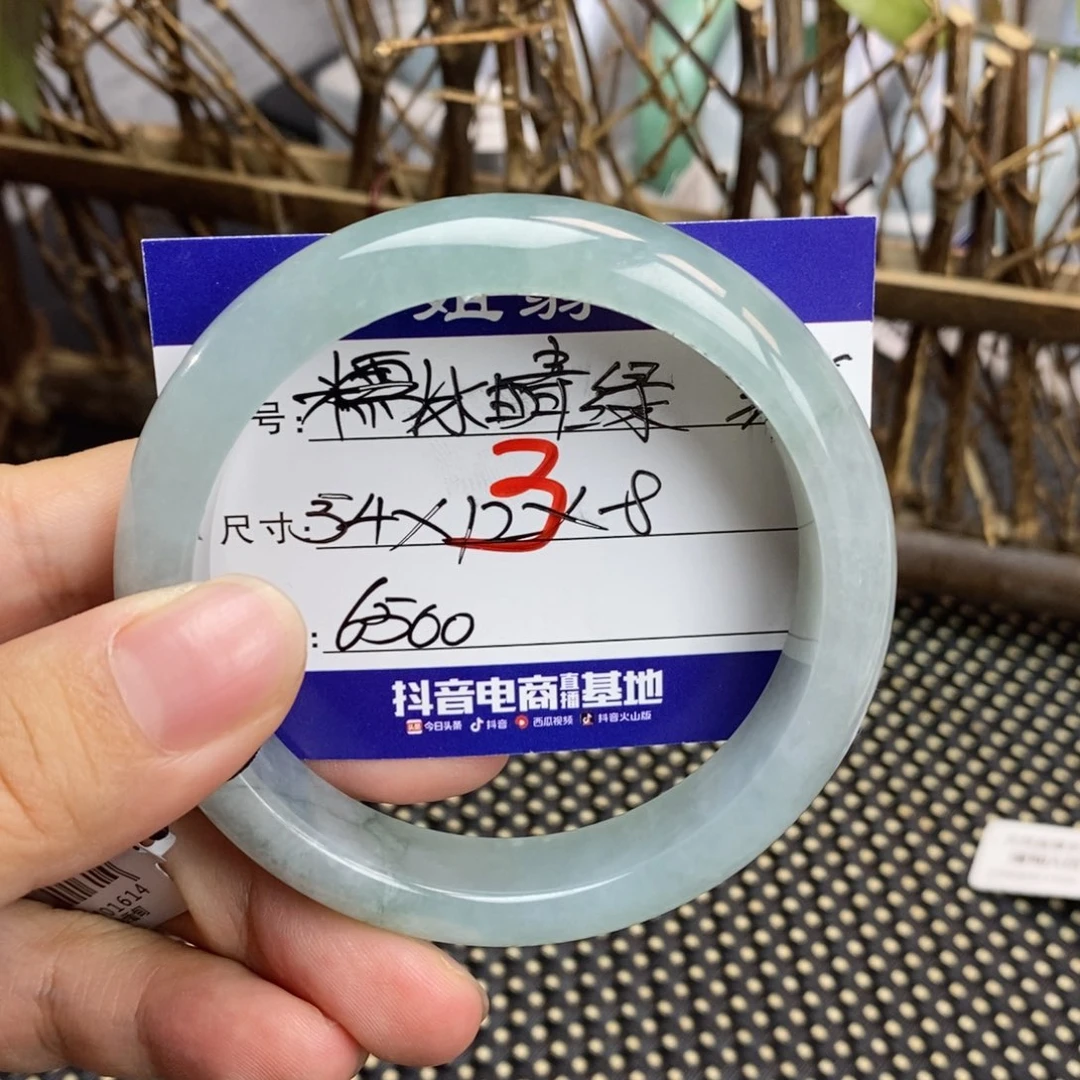 号: 糯冰晴绿
3
尺寸: 54×12×8
: 6500
抖音电商直播基地
今日头条 抖音 西瓜视频 抖音火山版
01614